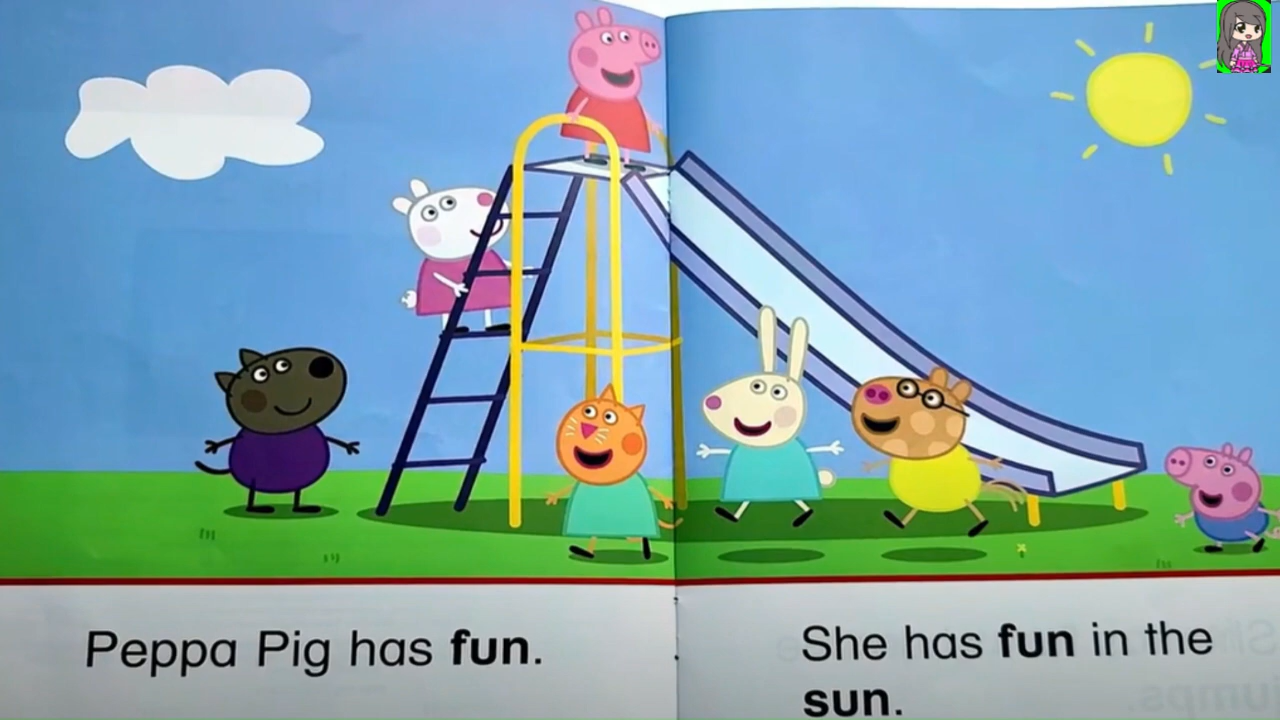 Peppa Pig has fun.
She has fun in the
sun.